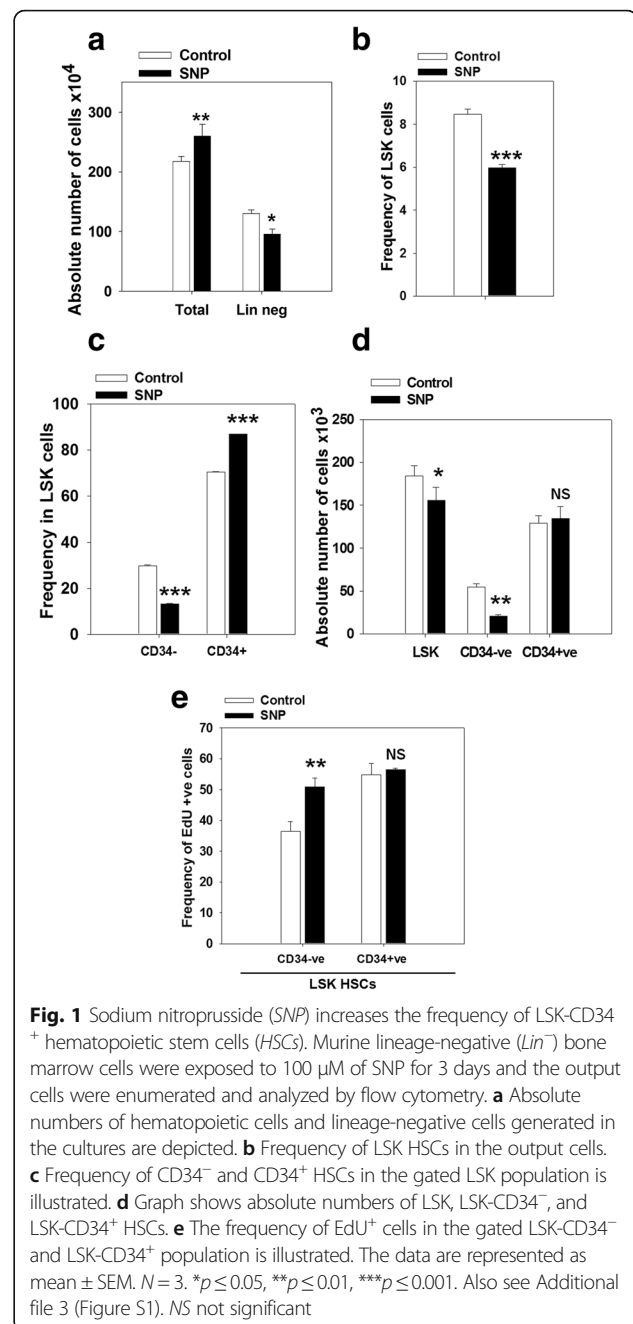 a
Control
SNP
Absolute number of cells x10⁴
300
200
100
0
**
*
Total Lin neg
b
Control
SNP
Frequency of LSK cells
10
8
6
4
2
0
***
c
Control
SNP
Frequency in LSK cells
100
80
60
40
20
0
***
***
CD34- CD34+
d
Control
SNP
Absolute number of cells x10³
250
200
150
100
50
0
*
**
NS
LSK CD34-ve CD34+ve
e
Control
SNP
Frequency of EdU +ve cells
70
60
50
40
30
20
10
0
**
NS
CD34-ve CD34+ve
LSK HSCs
Fig. 1 Sodium nitroprusside (SNP) increases the frequency of LSK-CD34
⁺ hematopoietic stem cells (HSCs). Murine lineage-negative (Lin⁻) bone
marrow cells were exposed to 100 μM of SNP for 3 days and the output
cells were enumerated and analyzed by flow cytometry. a Absolute
numbers of hematopoietic cells and lineage-negative cells generated in
the cultures are depicted. b Frequency of LSK HSCs in the output cells.
c Frequency of CD34⁻ and CD34⁺ HSCs in the gated LSK population is
illustrated. d Graph shows absolute numbers of LSK, LSK-CD34⁻, and
LSK-CD34⁺ HSCs. e The frequency of EdU⁺ cells in the gated LSK-CD34⁻
and LSK-CD34⁺ population is illustrated. The data are represented as
mean ± SEM. N = 3. *p ≤ 0.05, **p ≤ 0.01, ***p ≤ 0.001. Also see Additional
file 3 (Figure S1). NS not significant